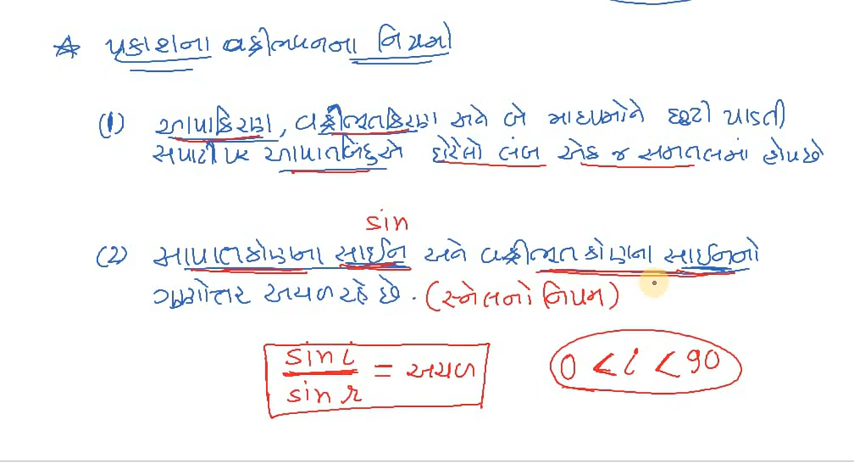 ☆ પ્રકાશના વક્રીભવનના નિયમો
(1) આપાતકિરણ, વક્રીભૂતકિરણ અને બે માધ્યમોને છૂટી પાડતી
સપાટી પર આપાતબિંદુએ દોરેલો લંબ એક જ સમતલમાં હોય છે
sin
(2) આપાતકોણના સાઈન અને વક્રીભૂતકોણના સાઈનનો
ગુણોત્તર અચળ રહે છે. (સ્નેલનો નિયમ)
sin i / sin r = અચળ
0 < i < 90